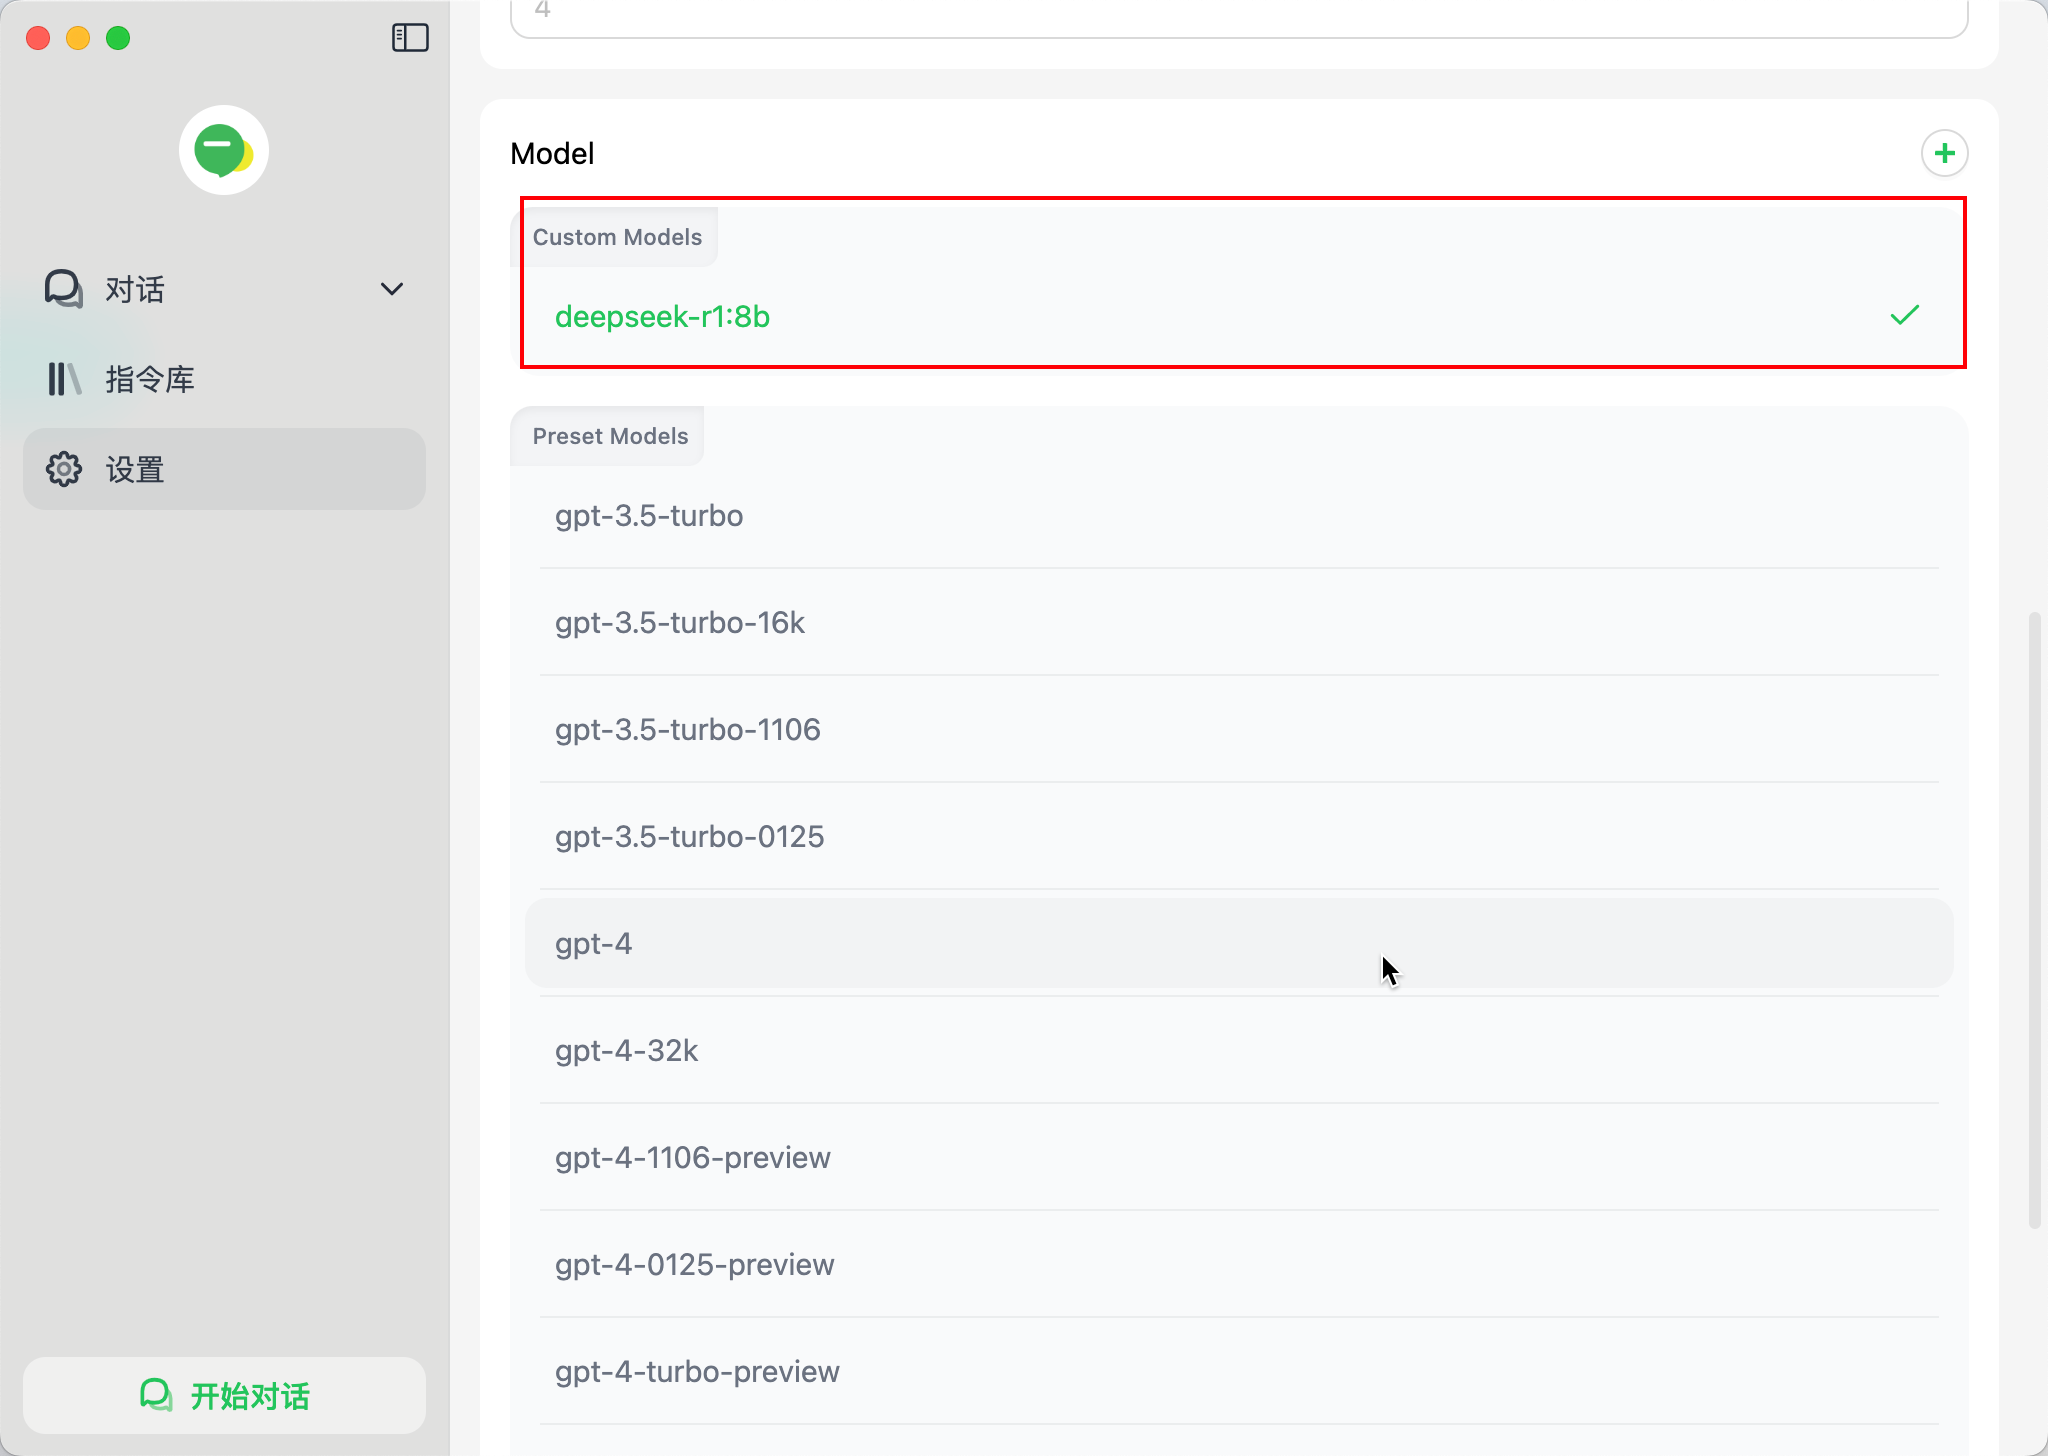 4
对话
指令库
设置
开始对话
Model
Custom Models
deepseek-r1:8b
Preset Models
gpt-3.5-turbo
gpt-3.5-turbo-16k
gpt-3.5-turbo-1106
gpt-3.5-turbo-0125
gpt-4
gpt-4-32k
gpt-4-1106-preview
gpt-4-0125-preview
gpt-4-turbo-preview